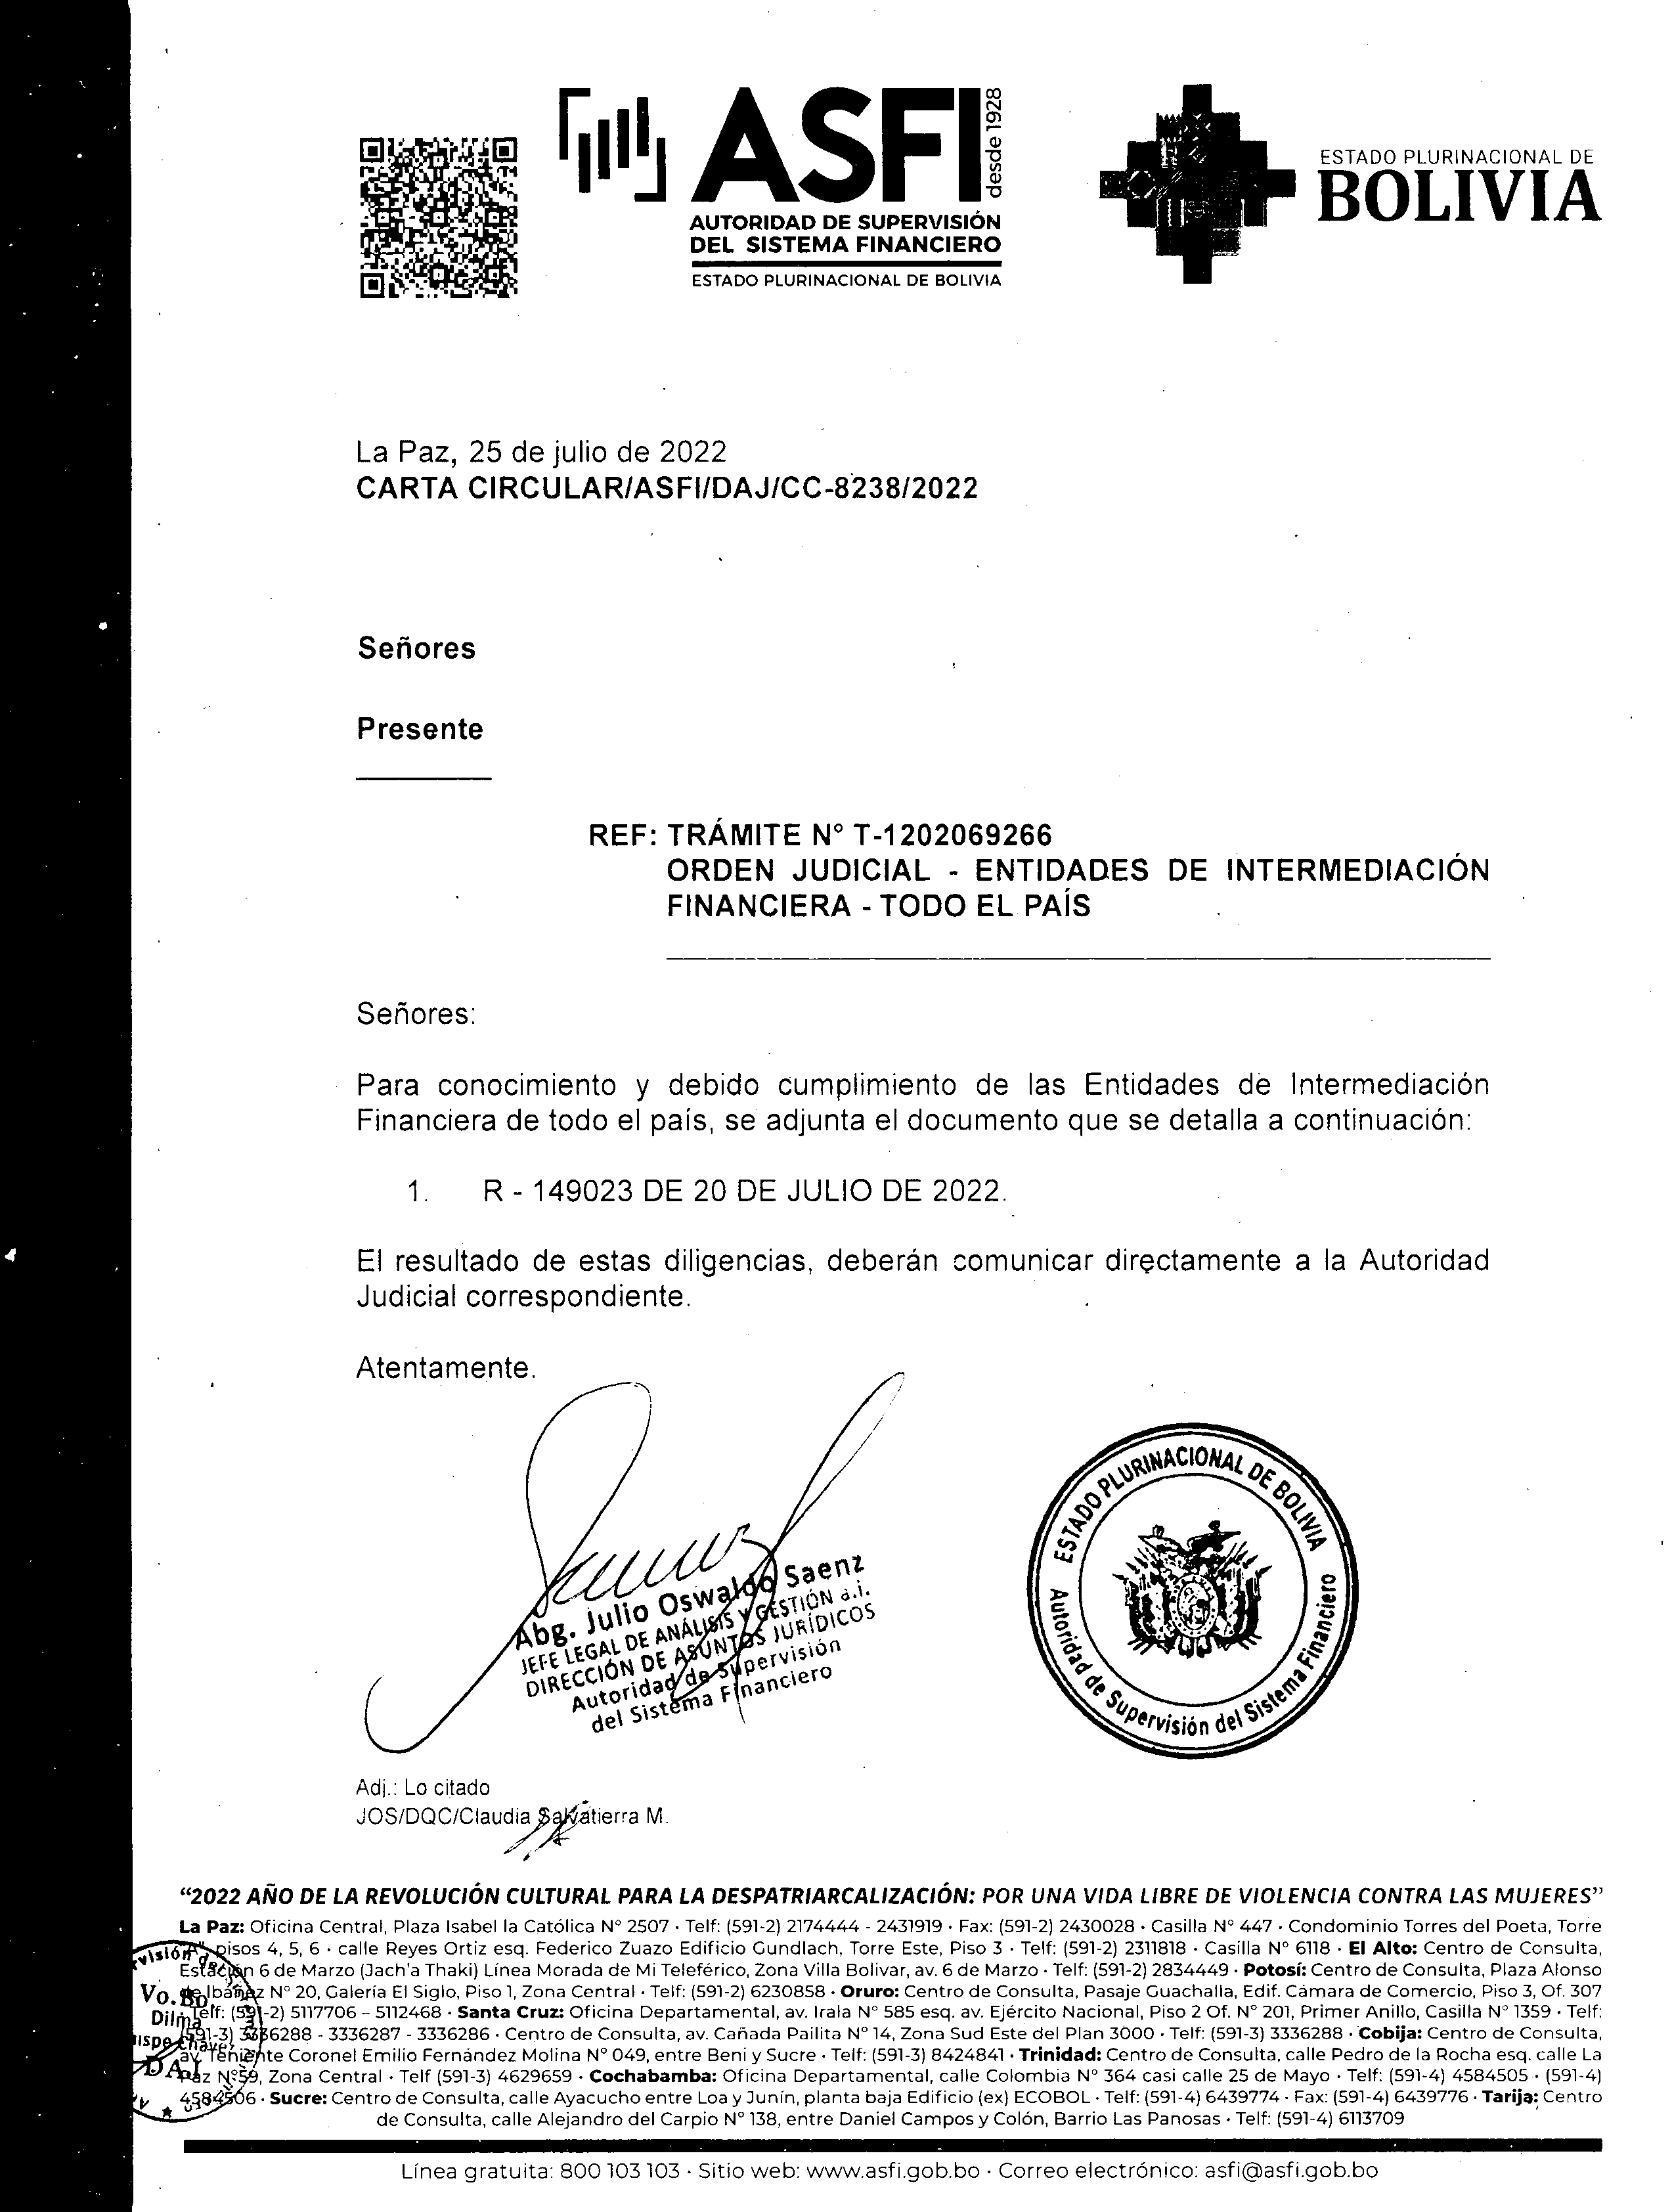 ASFI
desde 1928
AUTORIDAD DE SUPERVISIÓN
DEL SISTEMA FINANCIERO
ESTADO PLURINACIONAL DE BOLIVIA
ESTADO PLURINACIONAL DE
BOLIVIA
La Paz, 25 de julio de 2022
CARTA CIRCULAR/ASFI/DAJ/CC-8238/2022
Señores
Presente
REF: TRÁMITE N° T-1202069266
ORDEN JUDICIAL - ENTIDADES DE INTERMEDIACIÓN
FINANCIERA - TODO EL PAÍS
Señores:
Para conocimiento y debido cumplimiento de las Entidades de Intermediación
Financiera de todo el país, se adjunta el documento que se detalla a continuación:
1. R - 149023 DE 20 DE JULIO DE 2022.
El resultado de estas diligencias, deberán comunicar directamente a la Autoridad
Judicial correspondiente.
Atentamente.
Abg. Julio Oswaldo Saenz
JEFE LEGAL DE ANÁLISIS Y GESTIÓN a.i.
DIRECCIÓN DE ASUNTOS JURÍDICOS
Autoridad de Supervisión
del Sistema Financiero
ESTADO PLURINACIONAL DE BOLIVIA
Autoridad de Supervisión del Sistema Financiero
Adj.: Lo citado
JOS/DQC/Claudia Salvatierra M.
“2022 AÑO DE LA REVOLUCIÓN CULTURAL PARA LA DESPATRIARCALIZACIÓN: POR UNA VIDA LIBRE DE VIOLENCIA CONTRA LAS MUJERES”
La Paz: Oficina Central, Plaza Isabel la Católica N° 2507 · Telf: (591-2) 2174444 - 2431919 · Fax: (591-2) 2430028 · Casilla N° 447 · Condominio Torres del Poeta, Torre
"A", pisos 4, 5, 6 · calle Reyes Ortiz esq. Federico Zuazo Edificio Gundlach, Torre Este, Piso 3 · Telf: (591-2) 2311818 · Casilla N° 6118 · El Alto: Centro de Consulta,
Estación 6 de Marzo (Jach'a Thaki) Línea Morada de Mi Teleférico, Zona Villa Bolívar, av. 6 de Marzo · Telf: (591-2) 2834449 · Potosí: Centro de Consulta, Plaza Alonso
de Ibáñez N° 20, Galería El Siglo, Piso 1, Zona Central · Telf: (591-2) 6230858 · Oruro: Centro de Consulta, Pasaje Guachalla, Edif. Cámara de Comercio, Piso 3, Of. 307
· Telf: (591-2) 5117706 – 5112468 · Santa Cruz: Oficina Departamental, av. Irala N° 585 esq. av. Ejército Nacional, Piso 2 Of. N° 201, Primer Anillo, Casilla N° 1359 · Telf:
(591-3) 3336288 - 3336287 - 3336286 · Centro de Consulta, av. Cañada Pailita N° 14, Zona Sud Este del Plan 3000 · Telf: (591-3) 3336288 · Cobija: Centro de Consulta,
av. Teniente Coronel Emilio Fernández Molina N° 049, entre Beni y Sucre · Telf: (591-3) 8424841 · Trinidad: Centro de Consulta, calle Pedro de la Rocha esq. calle La
Paz N°59, Zona Central · Telf (591-3) 4629659 · Cochabamba: Oficina Departamental, calle Colombia N° 364 casi calle 25 de Mayo · Telf: (591-4) 4584505 · (591-4)
4584506 · Sucre: Centro de Consulta, calle Ayacucho entre Loa y Junín, planta baja Edificio (ex) ECOBOL · Telf: (591-4) 6439774 · Fax: (591-4) 6439776 · Tarija: Centro
de Consulta, calle Alejandro del Carpio N° 138, entre Daniel Campos y Colón, Barrio Las Panosas · Telf: (591-4) 6113709
Vo.Bo
Dilma
DAJ
Línea gratuita: 800 103 103 · Sitio web: www.asfi.gob.bo · Correo electrónico: asfi@asfi.gob.bo